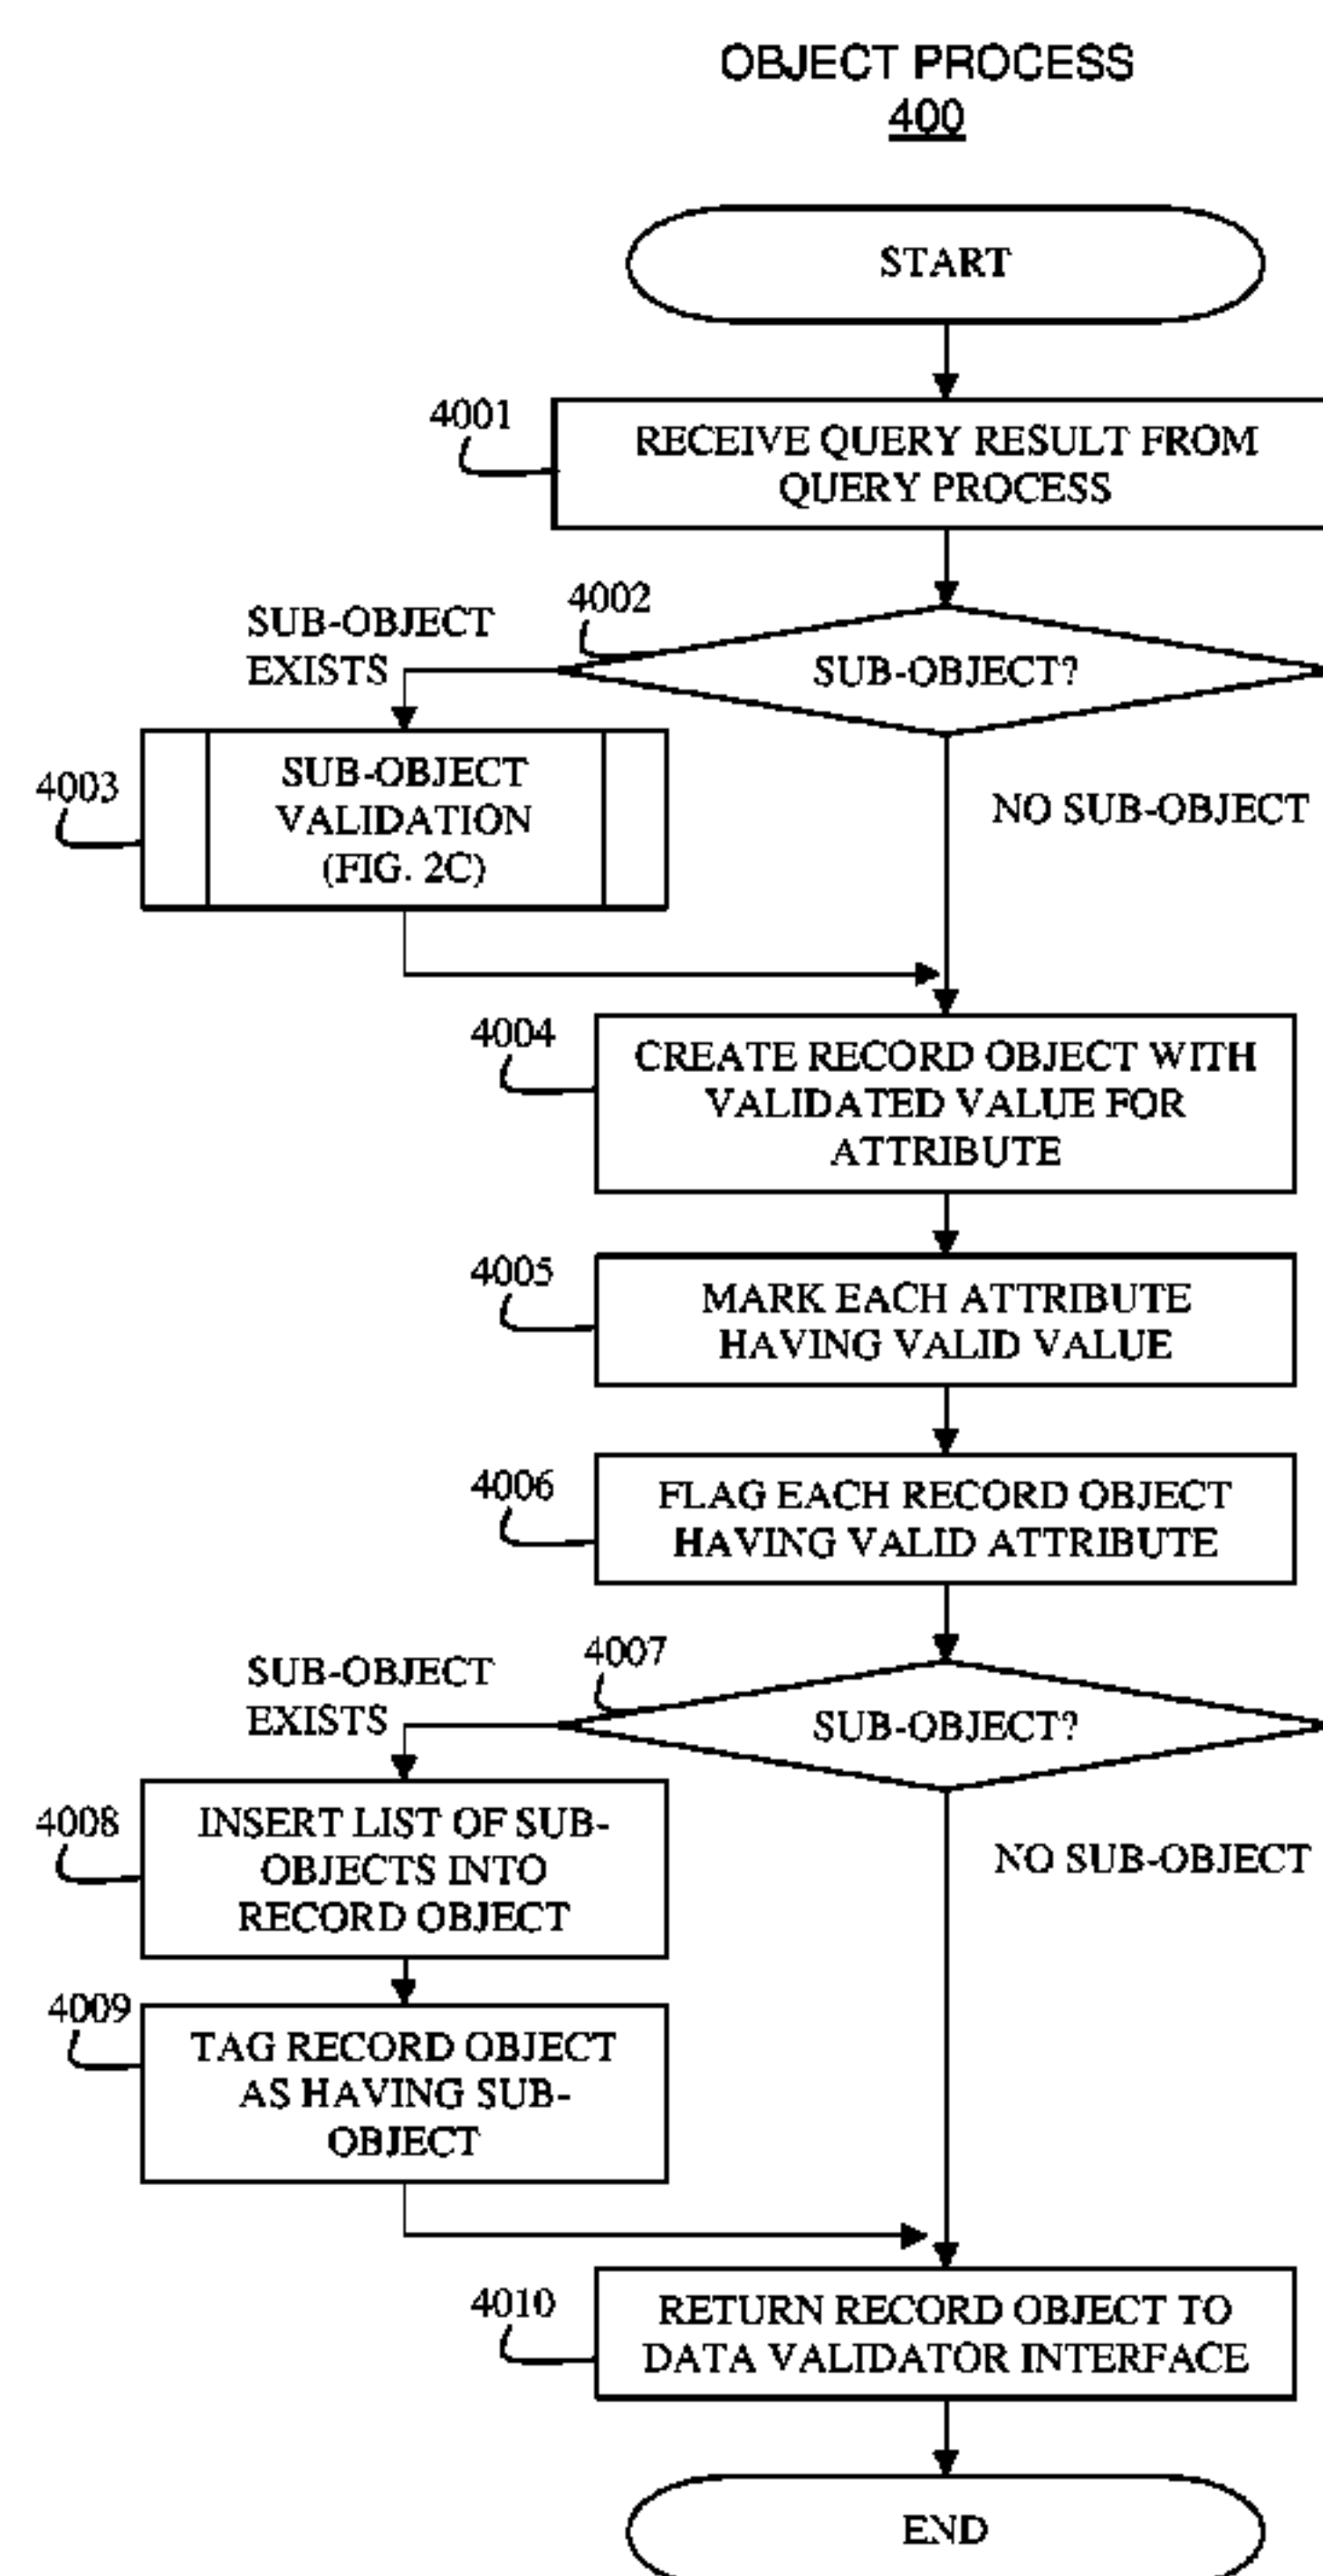 OBJECT PROCESS
400
START
4001
RECEIVE QUERY RESULT FROM
QUERY PROCESS
4002
SUB-OBJECT
EXISTS
SUB-OBJECT?
4003
SUB-OBJECT
VALIDATION
(FIG. 2C)
NO SUB-OBJECT
4004
CREATE RECORD OBJECT WITH
VALIDATED VALUE FOR
ATTRIBUTE
4005
MARK EACH ATTRIBUTE
HAVING VALID VALUE
4006
FLAG EACH RECORD OBJECT
HAVING VALID ATTRIBUTE
4007
SUB-OBJECT
EXISTS
SUB-OBJECT?
4008
INSERT LIST OF SUB-
OBJECTS INTO
RECORD OBJECT
NO SUB-OBJECT
4009
TAG RECORD OBJECT
AS HAVING SUB-
OBJECT
4010
RETURN RECORD OBJECT TO
DATA VALIDATOR INTERFACE
END